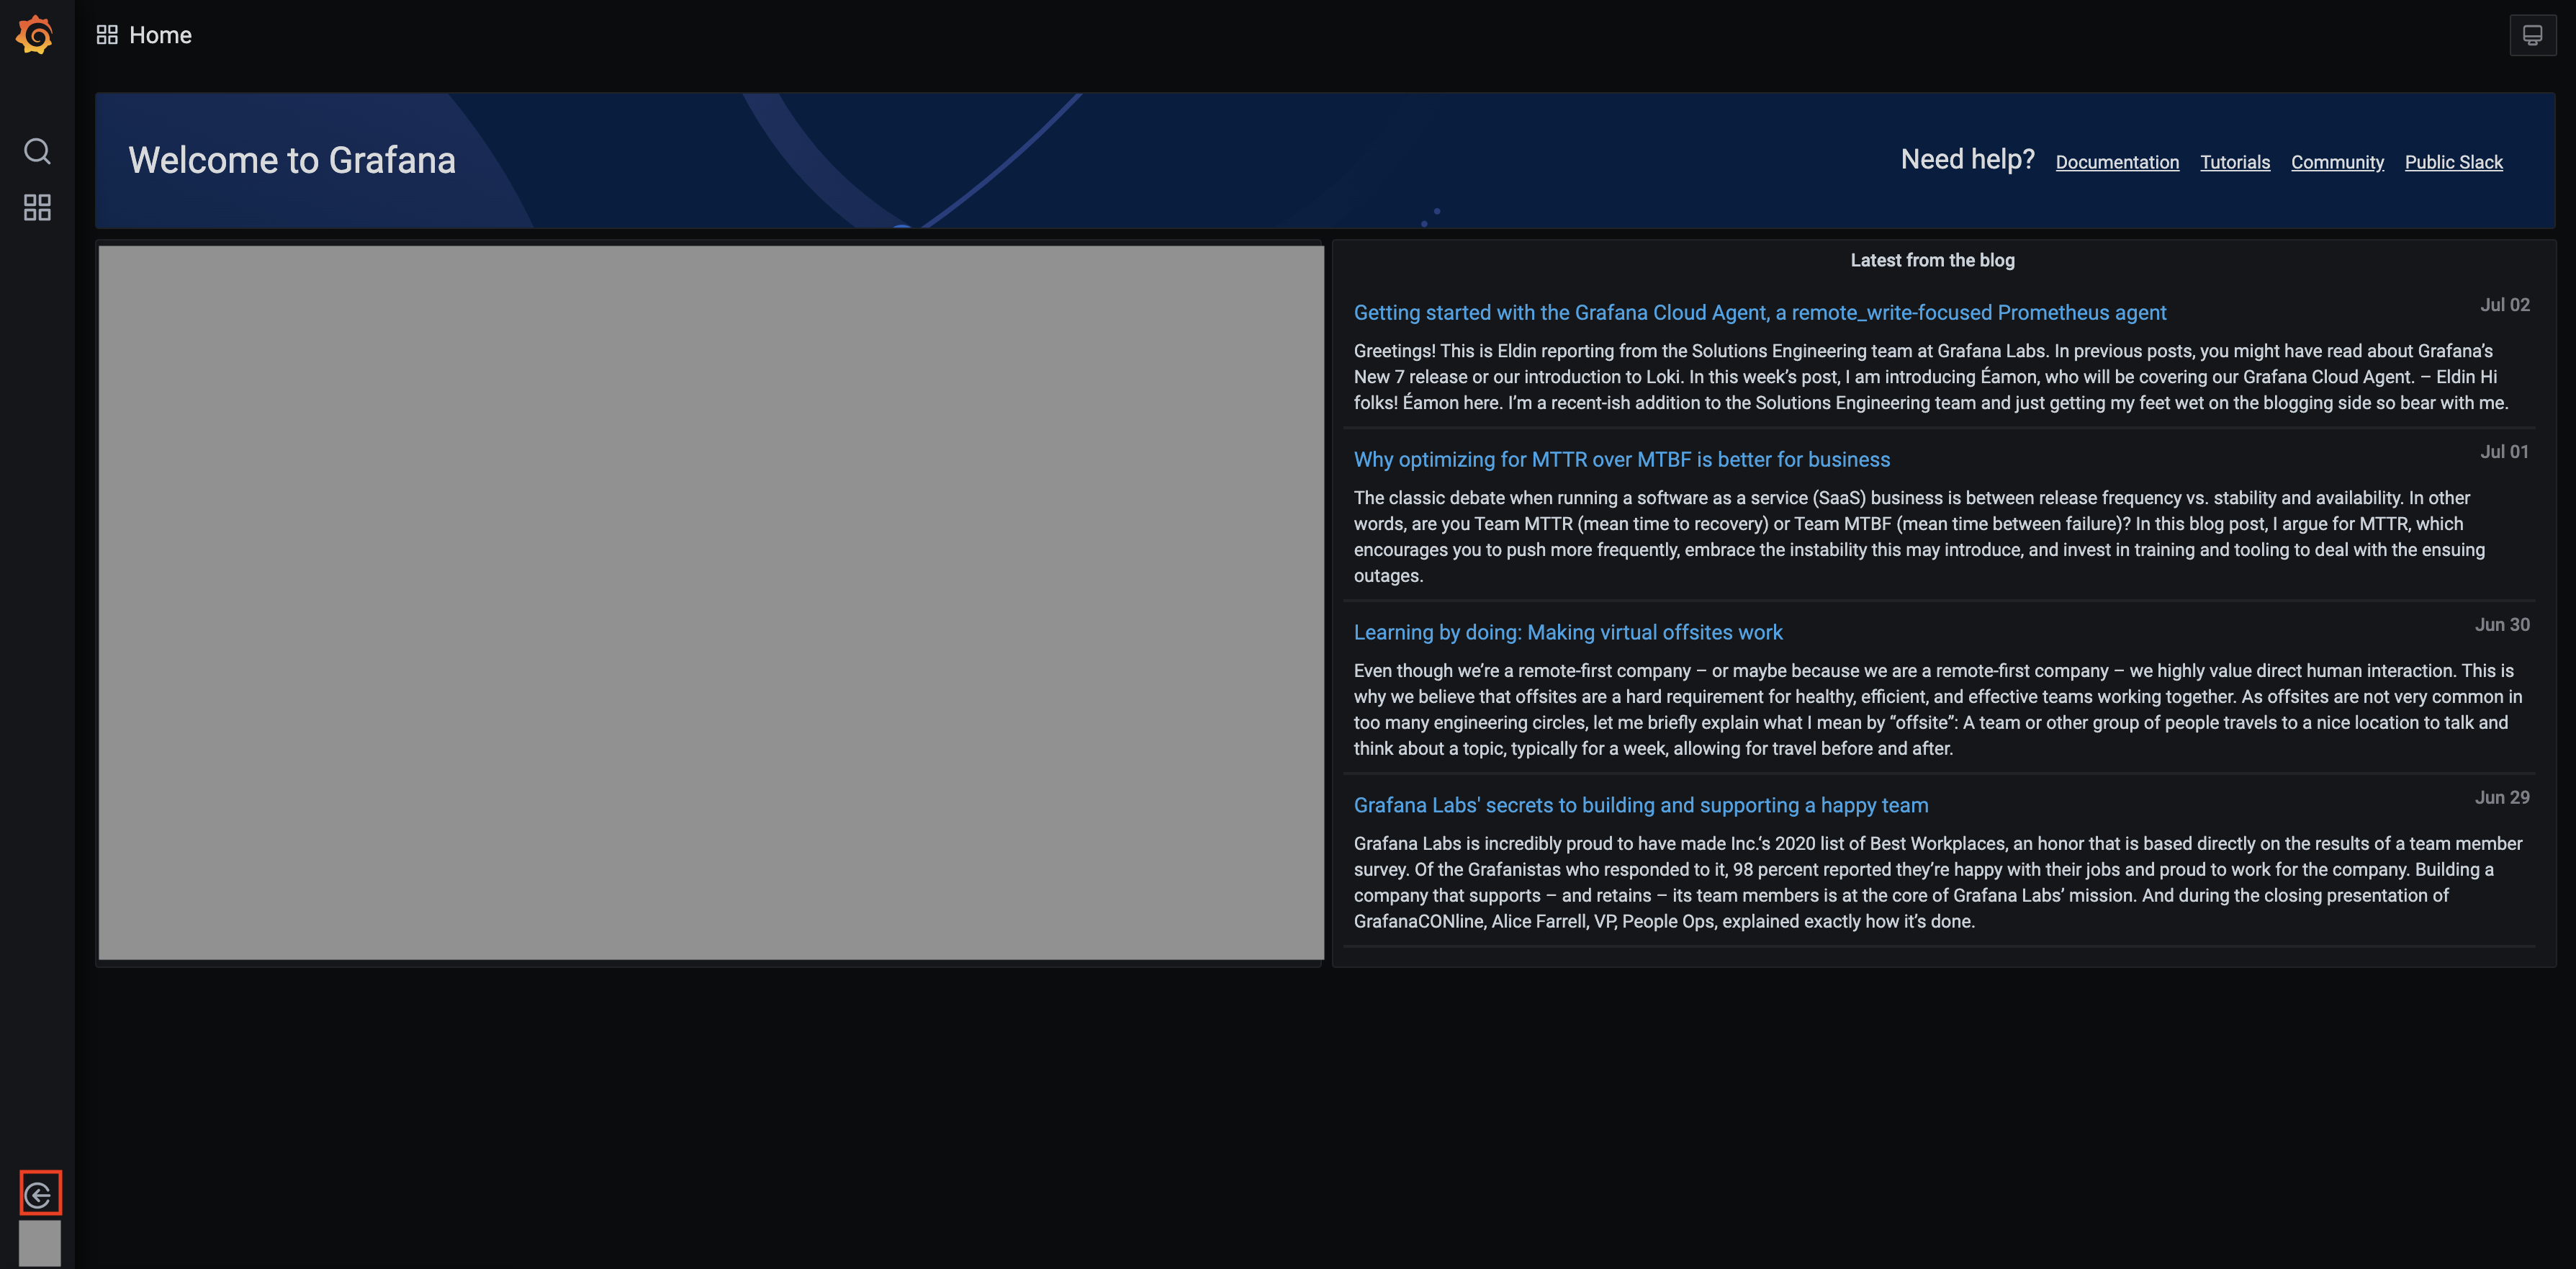 Home
Welcome to Grafana
Need help? Documentation Tutorials Community Public Slack
Latest from the blog
Getting started with the Grafana Cloud Agent, a remote_write-focused Prometheus agent
Jul 02
Greetings! This is Eldin reporting from the Solutions Engineering team at Grafana Labs. In previous posts, you might have read about Grafana’s
New 7 release or our introduction to Loki. In this week’s post, I am introducing Éamon, who will be covering our Grafana Cloud Agent. – Eldin Hi
folks! Éamon here. I’m a recent-ish addition to the Solutions Engineering team and just getting my feet wet on the blogging side so bear with me.
Why optimizing for MTTR over MTBF is better for business
Jul 01
The classic debate when running a software as a service (SaaS) business is between release frequency vs. stability and availability. In other
words, are you Team MTTR (mean time to recovery) or Team MTBF (mean time between failure)? In this blog post, I argue for MTTR, which
encourages you to push more frequently, embrace the instability this may introduce, and invest in training and tooling to deal with the ensuing
outages.
Learning by doing: Making virtual offsites work
Jun 30
Even though we’re a remote-first company – or maybe because we are a remote-first company – we highly value direct human interaction. This is
why we believe that offsites are a hard requirement for healthy, efficient, and effective teams working together. As offsites are not very common in
too many engineering circles, let me briefly explain what I mean by “offsite”: A team or other group of people travels to a nice location to talk and
think about a topic, typically for a week, allowing for travel before and after.
Grafana Labs' secrets to building and supporting a happy team
Jun 29
Grafana Labs is incredibly proud to have made Inc.‘s 2020 list of Best Workplaces, an honor that is based directly on the results of a team member
survey. Of the Grafanistas who responded to it, 98 percent reported they’re happy with their jobs and proud to work for the company. Building a
company that supports – and retains – its team members is at the core of Grafana Labs’ mission. And during the closing presentation of
GrafanaCONline, Alice Farrell, VP, People Ops, explained exactly how it’s done.